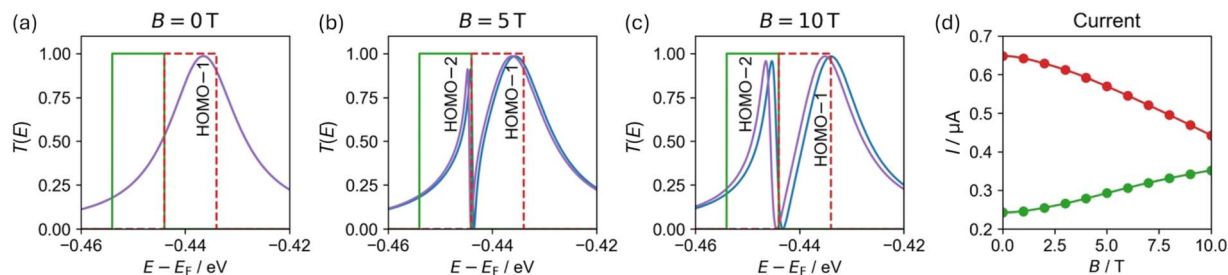 (a) B = 0 T
T(E)
1.00
0.75
0.50
0.25
0.00
HOMO−1
−0.46 −0.44 −0.42
E − E_F / eV
(b) B = 5 T
T(E)
1.00
0.75
0.50
0.25
0.00
HOMO−2
HOMO−1
−0.46 −0.44 −0.42
E − E_F / eV
(c) B = 10 T
T(E)
1.00
0.75
0.50
0.25
0.00
HOMO−2
HOMO−1
−0.46 −0.44 −0.42
E − E_F / eV
(d) Current
I / μA
0.7
0.6
0.5
0.4
0.3
0.2
0.0 2.5 5.0 7.5 10.0
B / T